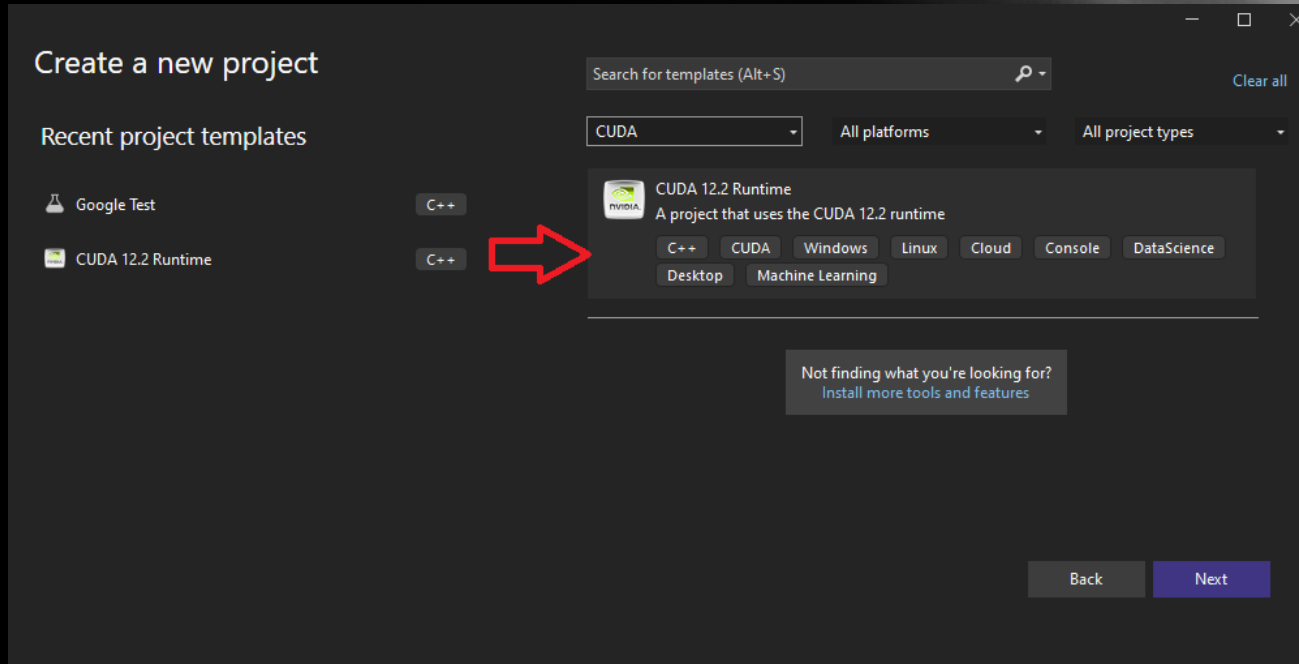 Create a new project
Search for templates (Alt+S)
Clear all
Recent project templates
CUDA
All platforms
All project types
Google Test
C++
CUDA 12.2 Runtime
C++
NVIDIA.
CUDA 12.2 Runtime
A project that uses the CUDA 12.2 runtime
C++ CUDA Windows Linux Cloud Console DataScience
Desktop Machine Learning
Not finding what you're looking for?
Install more tools and features
Back
Next